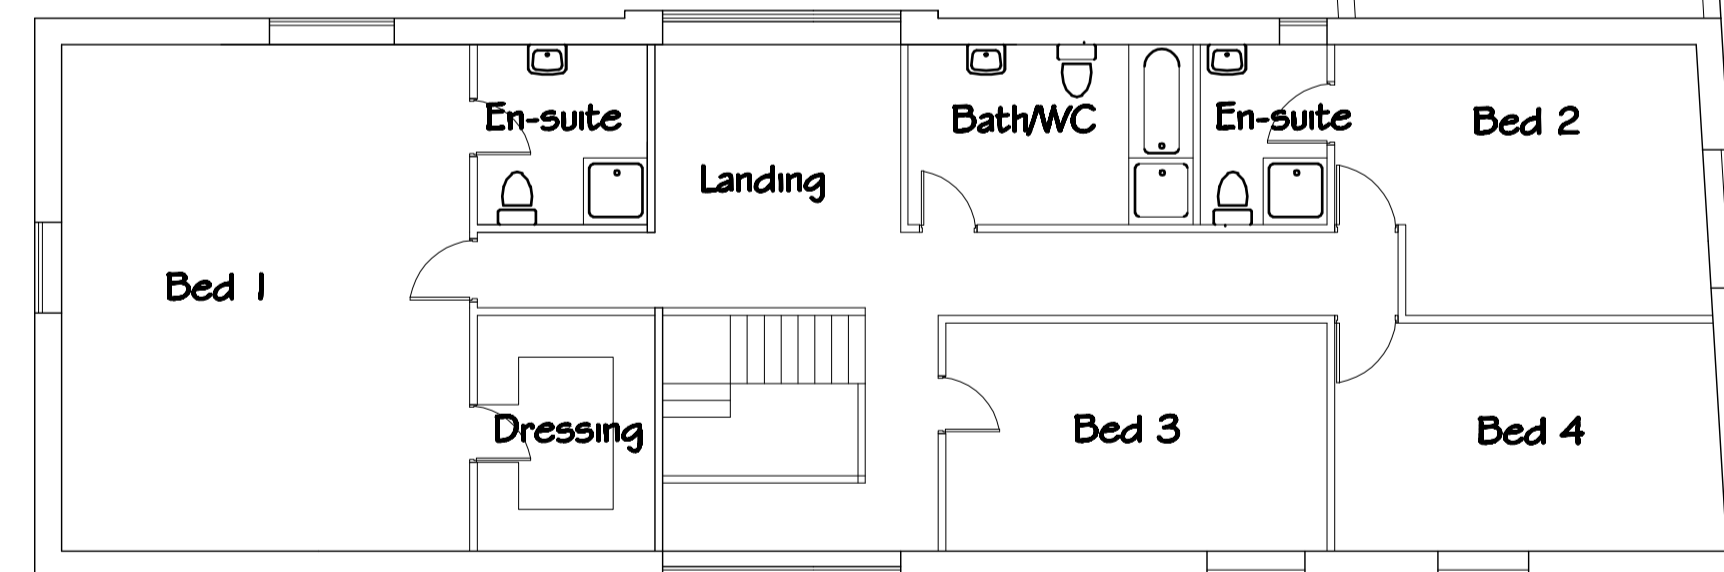 En-suite
Bath/WC
En-suite
Bed 2
Landing
Bed 1
Dressing
Bed 3
Bed 4